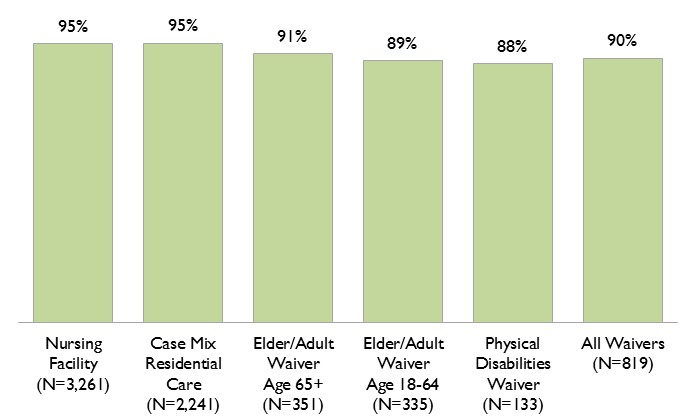 95%
95%
91%
89%
88%
90%
Nursing
Facility
(N=3,261)
Case Mix
Residential
Care
(N=2,241)
Elder/Adult
Waiver
Age 65+
(N=351)
Elder/Adult
Waiver
Age 18-64
(N=335)
Physical
Disabilities
Waiver
(N=133)
All Waivers
(N=819)